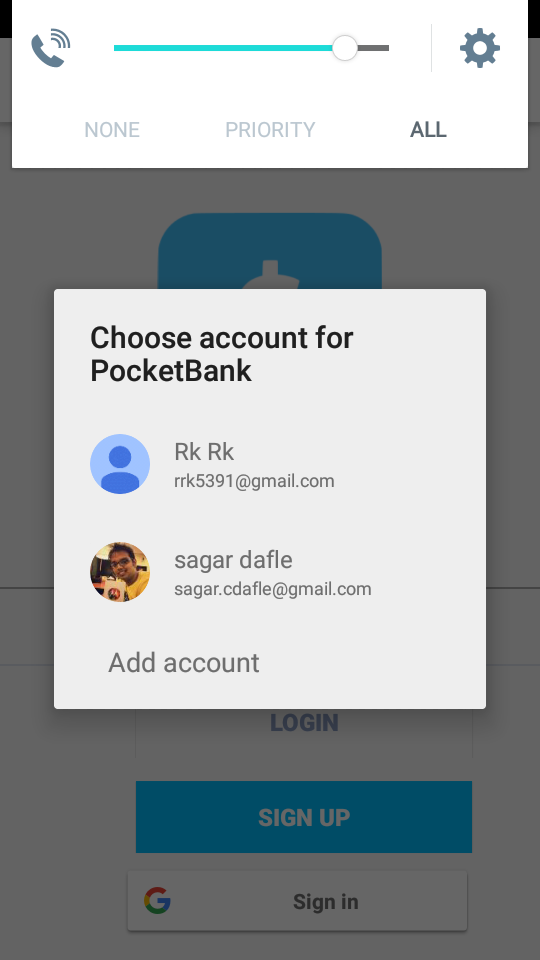 NONE PRIORITY ALL
Choose account for
PocketBank
Rk Rk
rrk5391@gmail.com
sagar dafle
sagar.cdafle@gmail.com
Add account
LOGIN
SIGN UP
Sign in